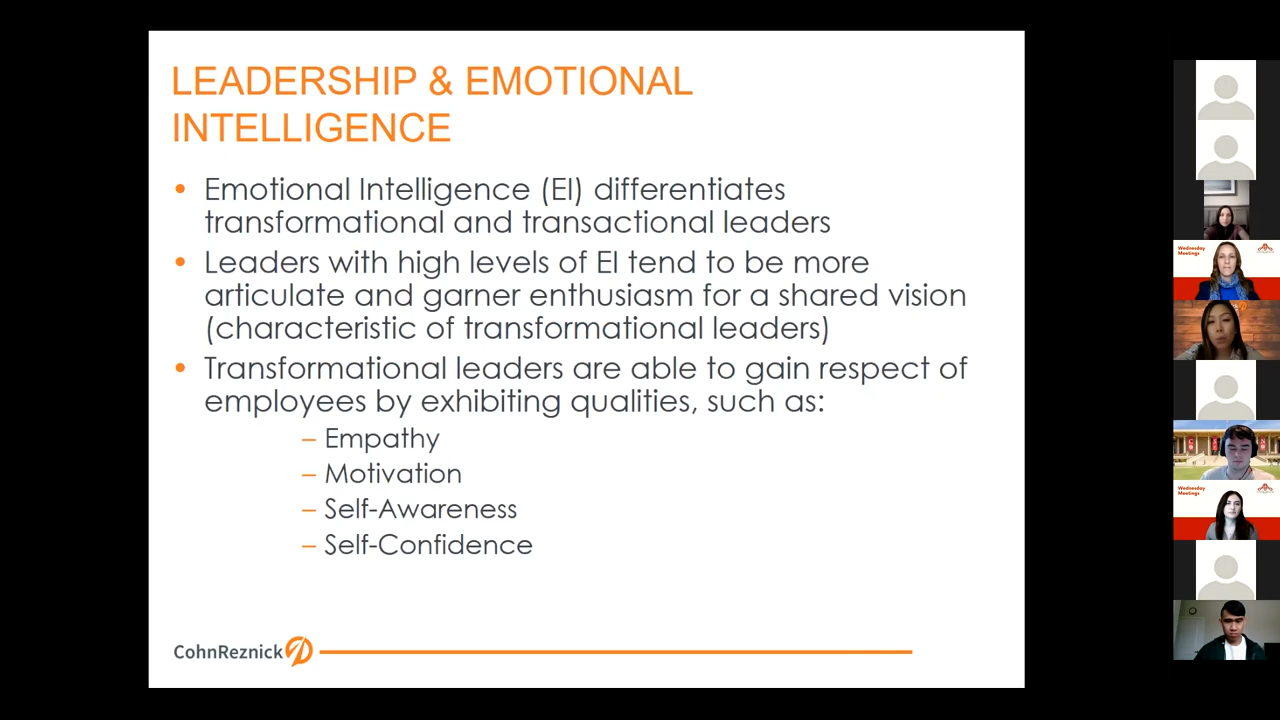 LEADERSHIP & EMOTIONAL
INTELLIGENCE
• Emotional Intelligence (EI) differentiates
transformational and transactional leaders
• Leaders with high levels of EI tend to be more
articulate and garner enthusiasm for a shared vision
(characteristic of transformational leaders)
• Transformational leaders are able to gain respect of
employees by exhibiting qualities, such as:
– Empathy
– Motivation
– Self-Awareness
– Self-Confidence
CohnReznick
Wednesday
Meetings
Wednesday
Meetings